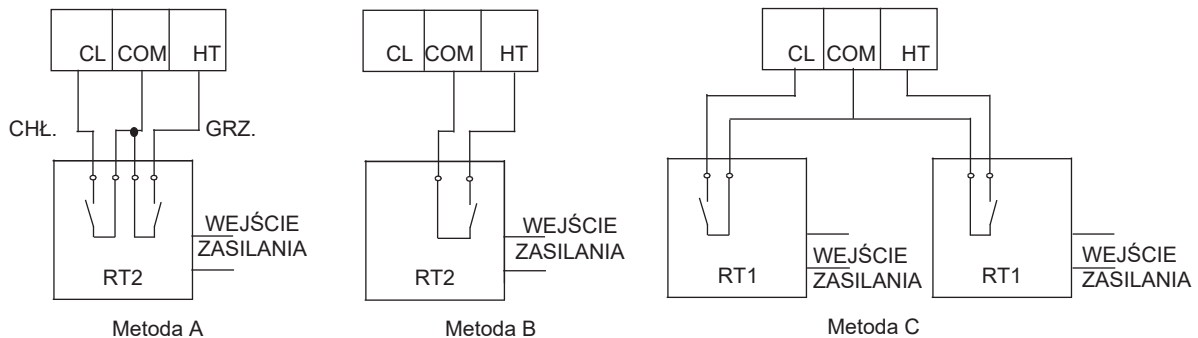 CL COM HT
CHŁ. GRZ.
WEJŚCIE
ZASILANIA
RT2
Metoda A
CL COM HT
WEJŚCIE
ZASILANIA
RT2
Metoda B
CL COM HT
RT1
WEJŚCIE
ZASILANIA
RT1
WEJŚCIE
ZASILANIA
Metoda C